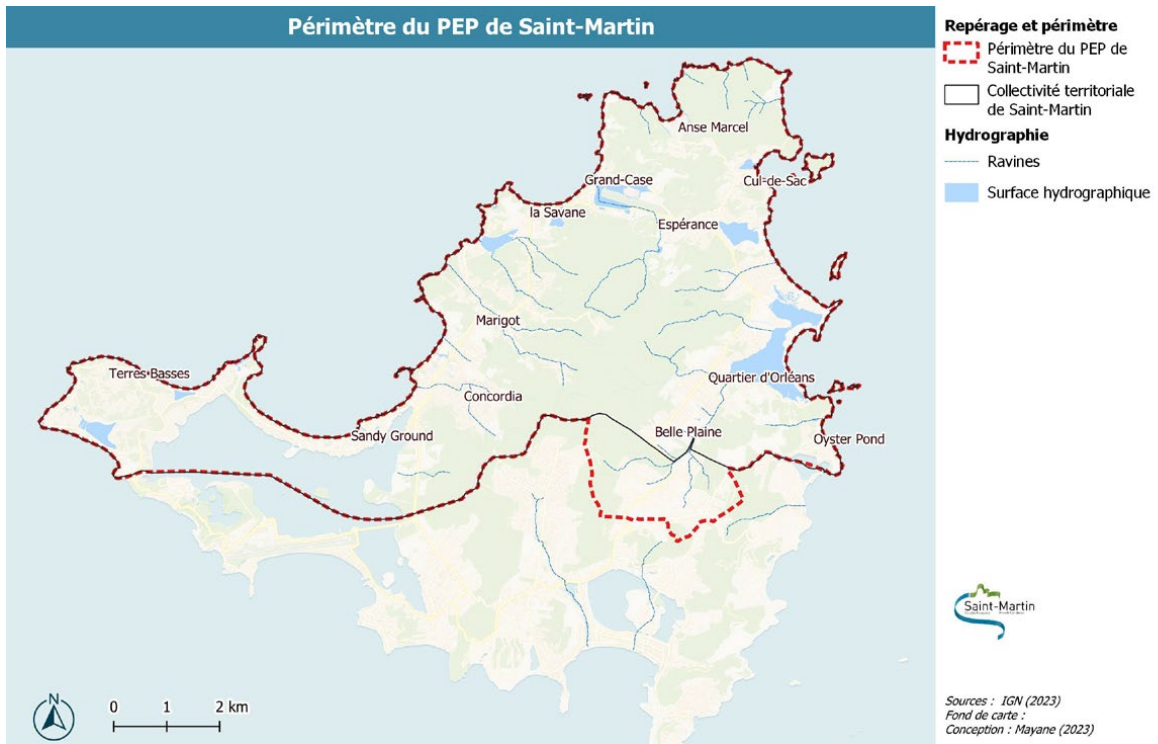 Périmètre du PEP de Saint-Martin
Repérage et périmètre
Périmètre du PEP de
Saint-Martin
Collectivité territoriale
de Saint-Martin
Hydrographie
Ravines
Surface hydrographique
Anse Marcel
Grand-Case
Cul-de-Sac
la Savane
Espérance
Marigot
Terres Basses
Quartier d'Orléans
Concordia
Sandy Ground
Belle Plaine
Oyster Pond
Saint-Martin
N
0 1 2 km
Sources : IGN (2023)
Fond de carte :
Conception : Mayane (2023)